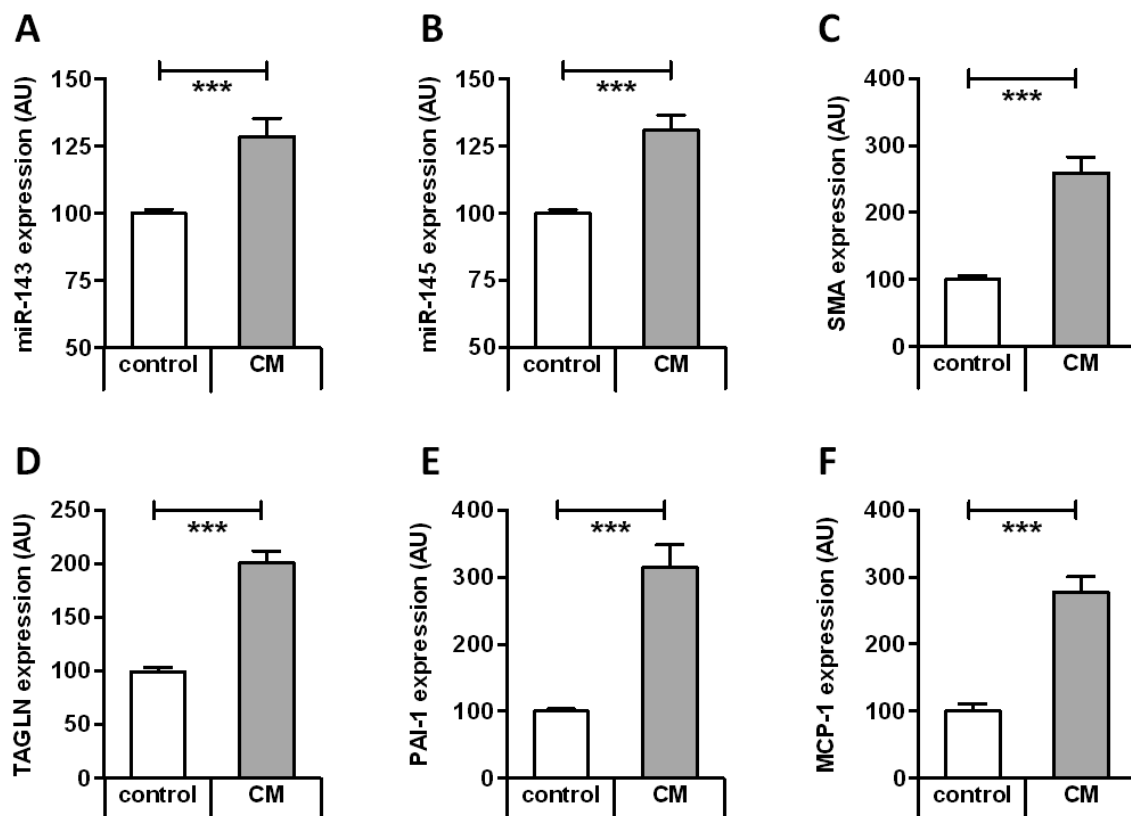 A
miR-143 expression (AU)
150
125
100
75
50
***
control
CM
B
miR-145 expression (AU)
150
125
100
75
50
***
control
CM
C
SMA expression (AU)
400
300
200
100
0
***
control
CM
D
TAGLN expression (AU)
250
200
150
100
50
0
***
control
CM
E
PAI-1 expression (AU)
400
300
200
100
0
***
control
CM
F
MCP-1 expression (AU)
400
300
200
100
0
***
control
CM